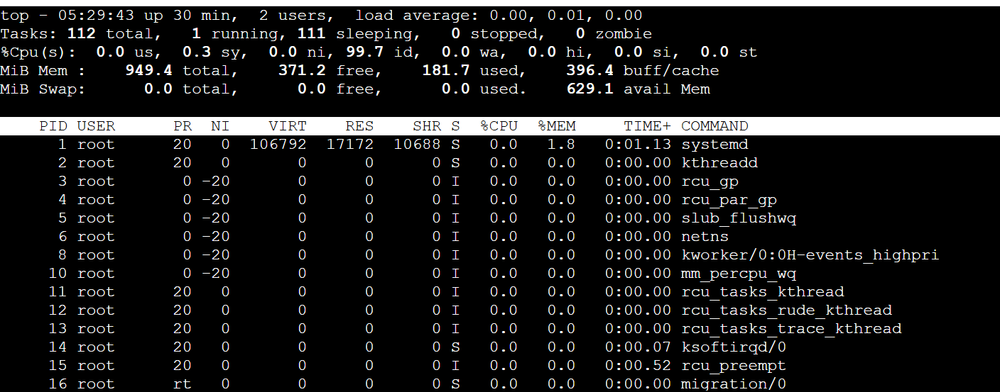 top - 05:29:43 up 30 min,  2 users,  load average: 0.00, 0.01, 0.00
Tasks: 112 total,   1 running, 111 sleeping,   0 stopped,   0 zombie
%Cpu(s):  0.0 us,  0.3 sy,  0.0 ni, 99.7 id,  0.0 wa,  0.0 hi,  0.0 si,  0.0 st
MiB Mem :    949.4 total,    371.2 free,    181.7 used,    396.4 buff/cache
MiB Swap:      0.0 total,      0.0 free,      0.0 used.    629.1 avail Mem
PID USER      PR  NI    VIRT    RES    SHR S  %CPU  %MEM     TIME+ COMMAND
1 root      20   0  106792  17172  10688 S   0.0   1.8   0:01.13 systemd
2 root      20   0       0      0      0 S   0.0   0.0   0:00.00 kthreadd
3 root       0 -20       0      0      0 I   0.0   0.0   0:00.00 rcu_gp
4 root       0 -20       0      0      0 I   0.0   0.0   0:00.00 rcu_par_gp
5 root       0 -20       0      0      0 I   0.0   0.0   0:00.00 slub_flushwq
6 root       0 -20       0      0      0 I   0.0   0.0   0:00.00 netns
8 root       0 -20       0      0      0 I   0.0   0.0   0:00.00 kworker/0:0H-events_highpri
10 root       0 -20       0      0      0 I   0.0   0.0   0:00.00 mm_percpu_wq
11 root      20   0       0      0      0 I   0.0   0.0   0:00.00 rcu_tasks_kthread
12 root      20   0       0      0      0 I   0.0   0.0   0:00.00 rcu_tasks_rude_kthread
13 root      20   0       0      0      0 I   0.0   0.0   0:00.00 rcu_tasks_trace_kthread
14 root      20   0       0      0      0 S   0.0   0.0   0:00.07 ksoftirqd/0
15 root      20   0       0      0      0 I   0.0   0.0   0:00.52 rcu_preempt
16 root      rt   0       0      0      0 S   0.0   0.0   0:00.00 migration/0